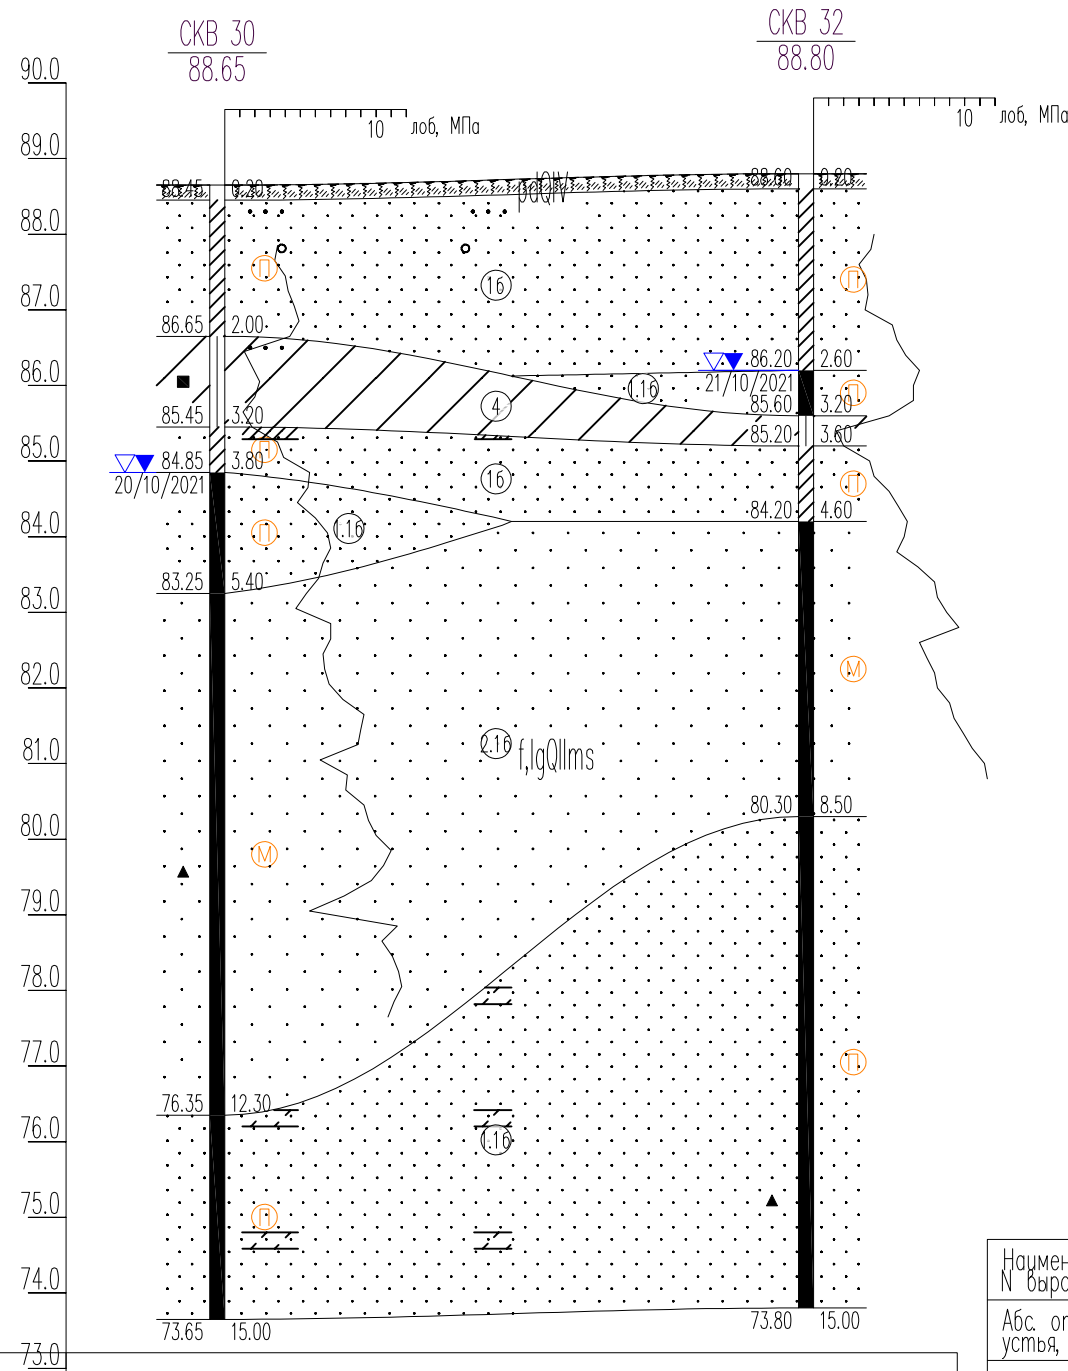 СКВ 30
88.65
СКВ 32
88.80
90.0
10 лоб, МПа
10 лоб, МПа
89.0
88.45 0.20
pdQIV
88.60 0.20
88.0
П
16
П
87.0
86.65 2.00
86.20 2.60
21/10/2021
86.0
1.16
П
4
85.60 3.20
85.45 3.20
85.20 3.60
85.0
П
84.85 3.80
20/10/2021
16
П
84.20 4.60
84.0
П
1.16
83.25 5.40
83.0
82.0
М
81.0
2.16 f,lgQIIms
80.30 8.50
80.0
М
79.0
78.0
77.0
П
76.35 12.30
76.0
1.16
75.0
П
74.0
73.65 15.00
73.80 15.00
73.0
Наимен
N выро
Абс. от
устья,